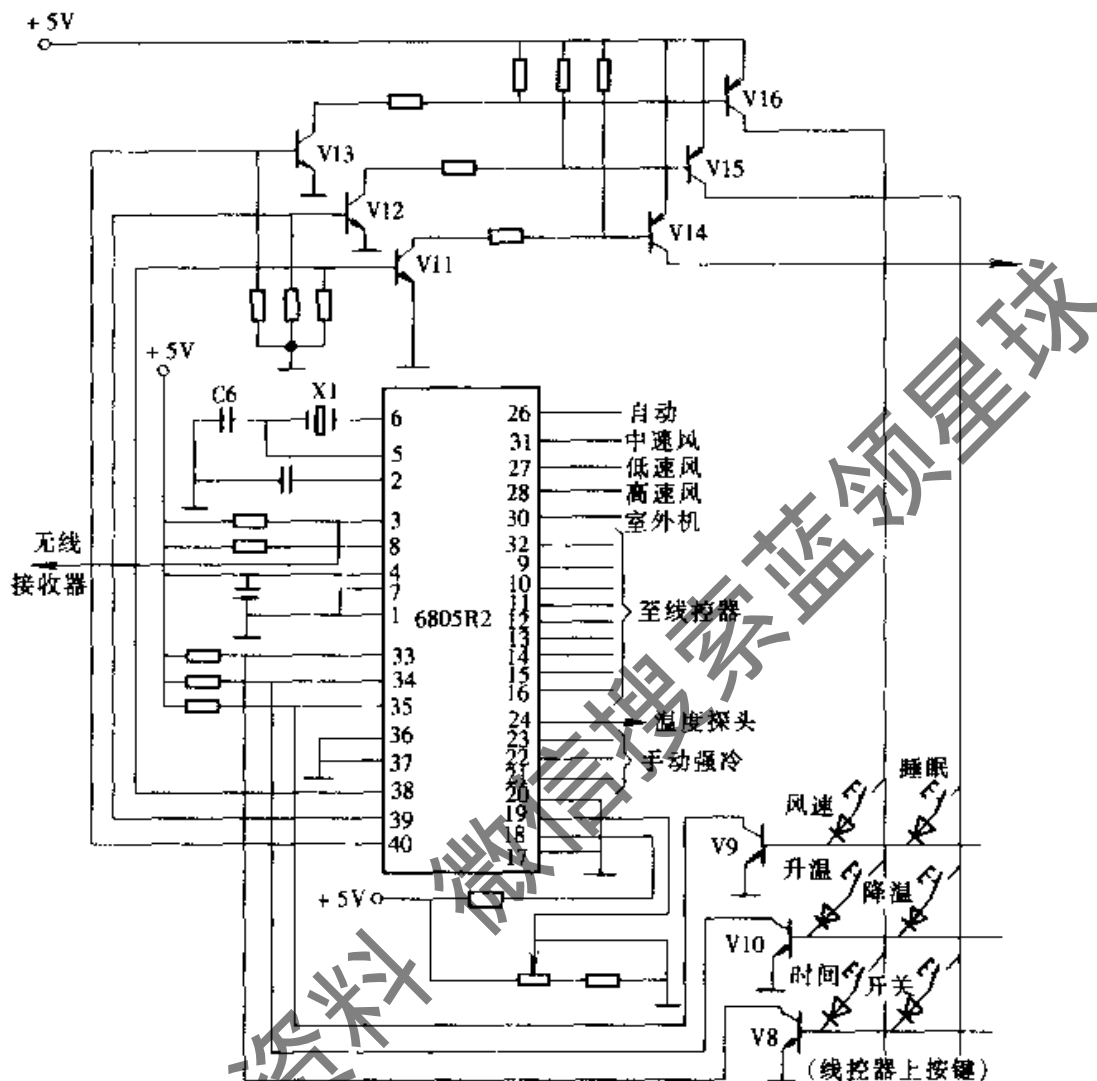 +5V
V16
V13
V15
V12
V14
V11
+5V
C6
X1
6
26
自动
5
31
中速风
2
27
低速风
28
高速风
3
30
室外机
无线
接收器
8
32
4
9
7
10
1
11
6805R2
12
至线控器
13
33
14
34
15
35
16
24
温度探头
36
23
37
22
手动强冷
21
38
20
39
19
40
18
17
+5V
V9
风速
睡眠
升温
降温
V10
时间
开关
V8
(线控器上按键)
资料 微信搜索蓝领星球